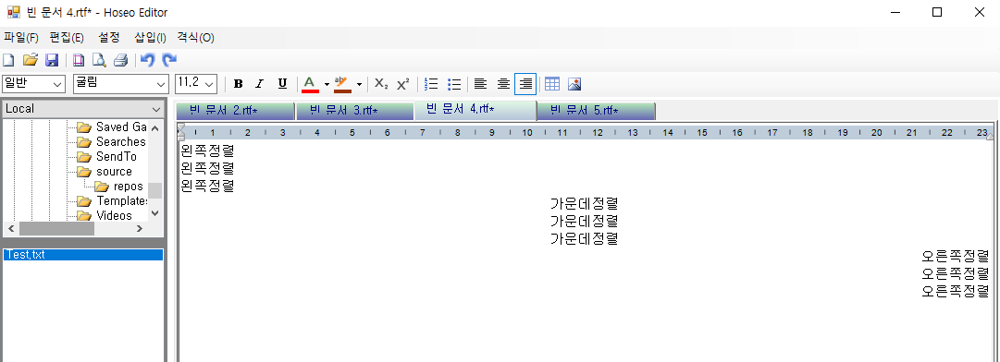 빈 문서 4.rtf* - Hoseo Editor
파일(F) 편집(E) 설정 삽입(I) 격식(O)
일반 굴림 11.2 B I U A ab X₂ X²
Local
빈 문서 2.rtf* 빈 문서 3.rtf* 빈 문서 4.rtf* 빈 문서 5.rtf*
1 2 3 4 5 6 7 8 9 10 11 12 13 14 15 16 17 18 19 20 21 22 23
Saved Ga
Searches
SendTo
source
repos
Templates
Videos
Test.txt
왼쪽정렬
왼쪽정렬
왼쪽정렬
가운데정렬
가운데정렬
가운데정렬
오른쪽정렬
오른쪽정렬
오른쪽정렬